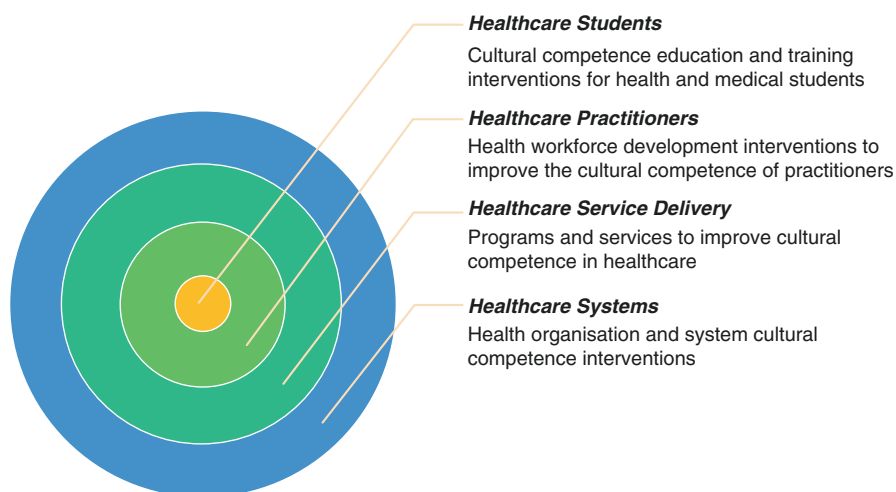 Healthcare Students
Cultural competence education and training
interventions for health and medical students
Healthcare Practitioners
Health workforce development interventions to
improve the cultural competence of practitioners
Healthcare Service Delivery
Programs and services to improve cultural
competence in healthcare
Healthcare Systems
Health organisation and system cultural
competence interventions